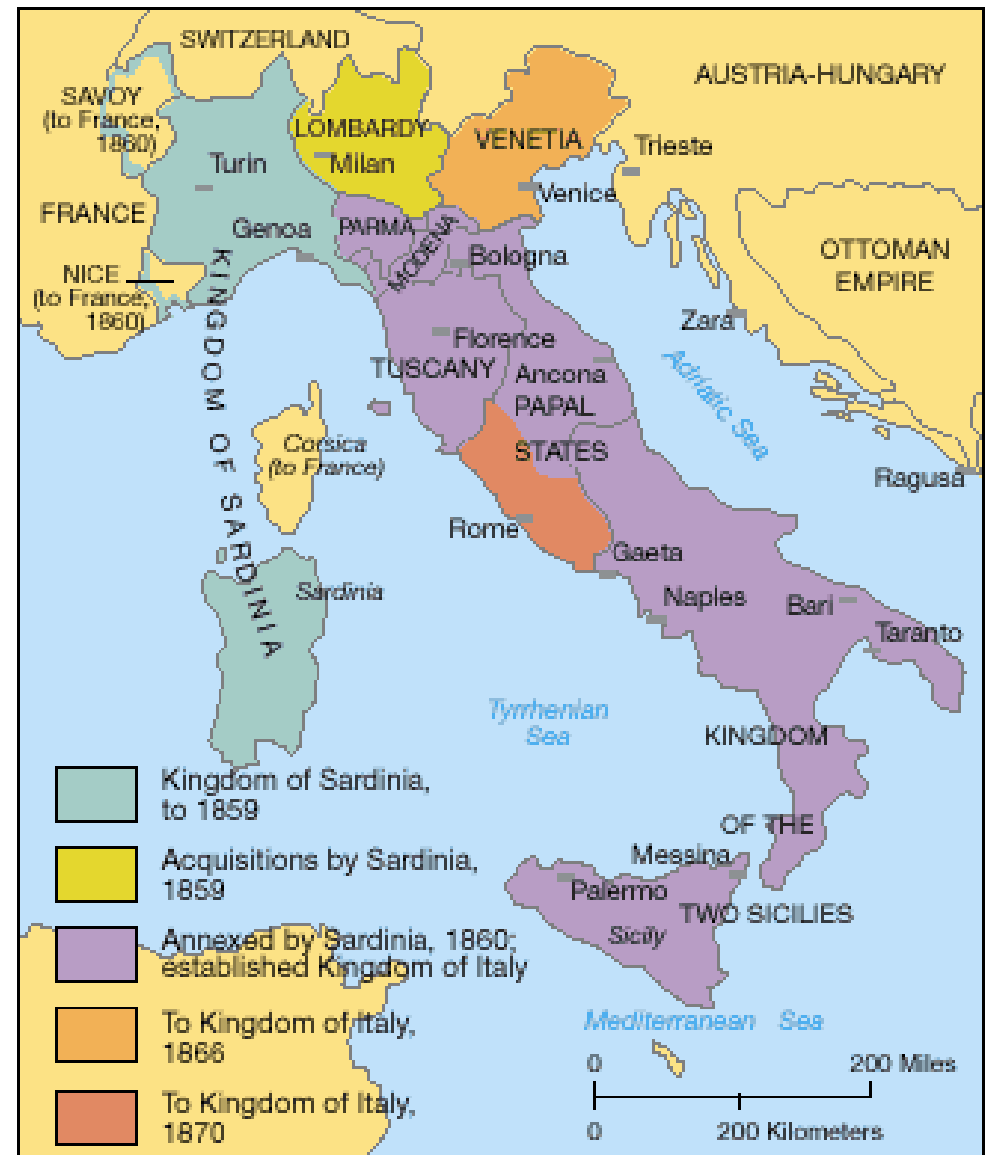 SWITZERLAND
AUSTRIA-HUNGARY
SAVOY
(to France,
1860)
LOMBARDY
VENETIA
Trieste
Turin
Milan
Venice
FRANCE
Genoa
PARMA
MODENA
Bologna
OTTOMAN
EMPIRE
NICE
(to France,
1860)
KINGDOM OF SARDINIA
Zara
Florence
TUSCANY
Ancona
Adriatic Sea
PAPAL
STATES
Corsica
(to France)
Ragusa
Rome
Gaeta
Sardinia
Naples
Bari
Taranto
Tyrrhenian
Sea
KINGDOM
OF THE
TWO SICILIES
Messina
Palermo
Sicily
Mediterranean Sea
Kingdom of Sardinia,
to 1859
Acquisitions by Sardinia,
1859
Annexed by Sardinia, 1860;
established Kingdom of Italy
To Kingdom of Italy,
1866
To Kingdom of Italy,
1870
0 200 Miles
0 200 Kilometers